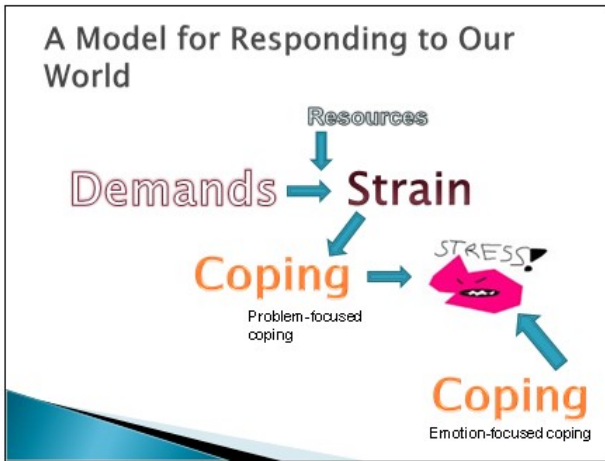 A Model for Responding to Our
World
Resources
Demands
Strain
Coping
Problem-focused
coping
STRESS!
Coping
Emotion-focused coping